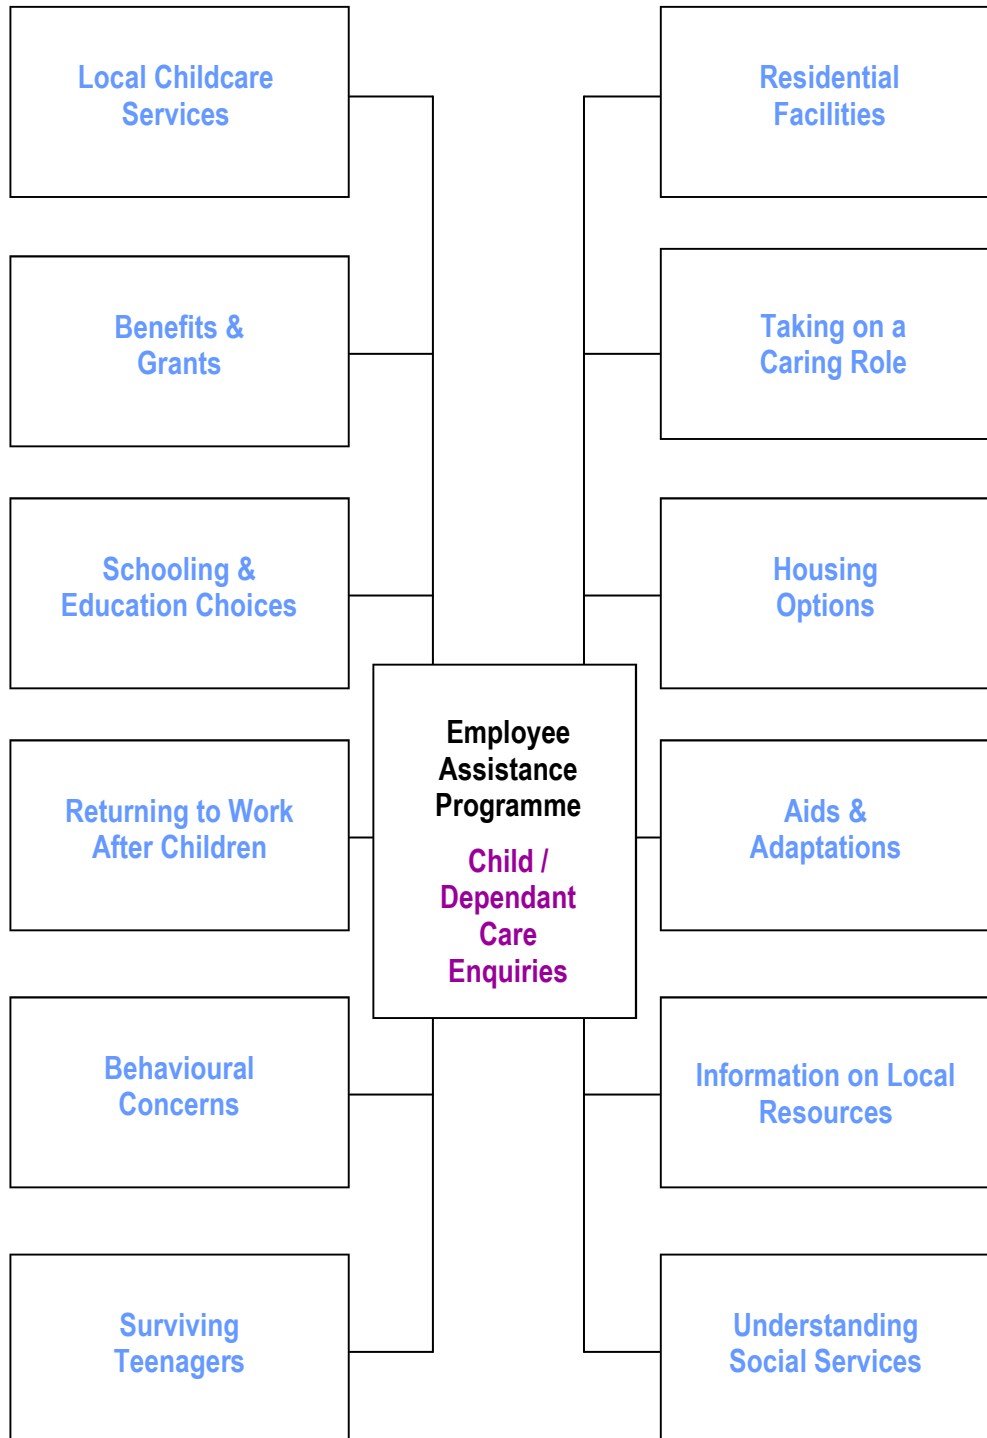 Local Childcare
Services
Residential
Facilities
Benefits &
Grants
Taking on a
Caring Role
Schooling &
Education Choices
Housing
Options
Employee
Assistance
Programme
Child /
Dependant
Care
Enquiries
Returning to Work
After Children
Aids &
Adaptations
Behavioural
Concerns
Information on Local
Resources
Surviving
Teenagers
Understanding
Social Services